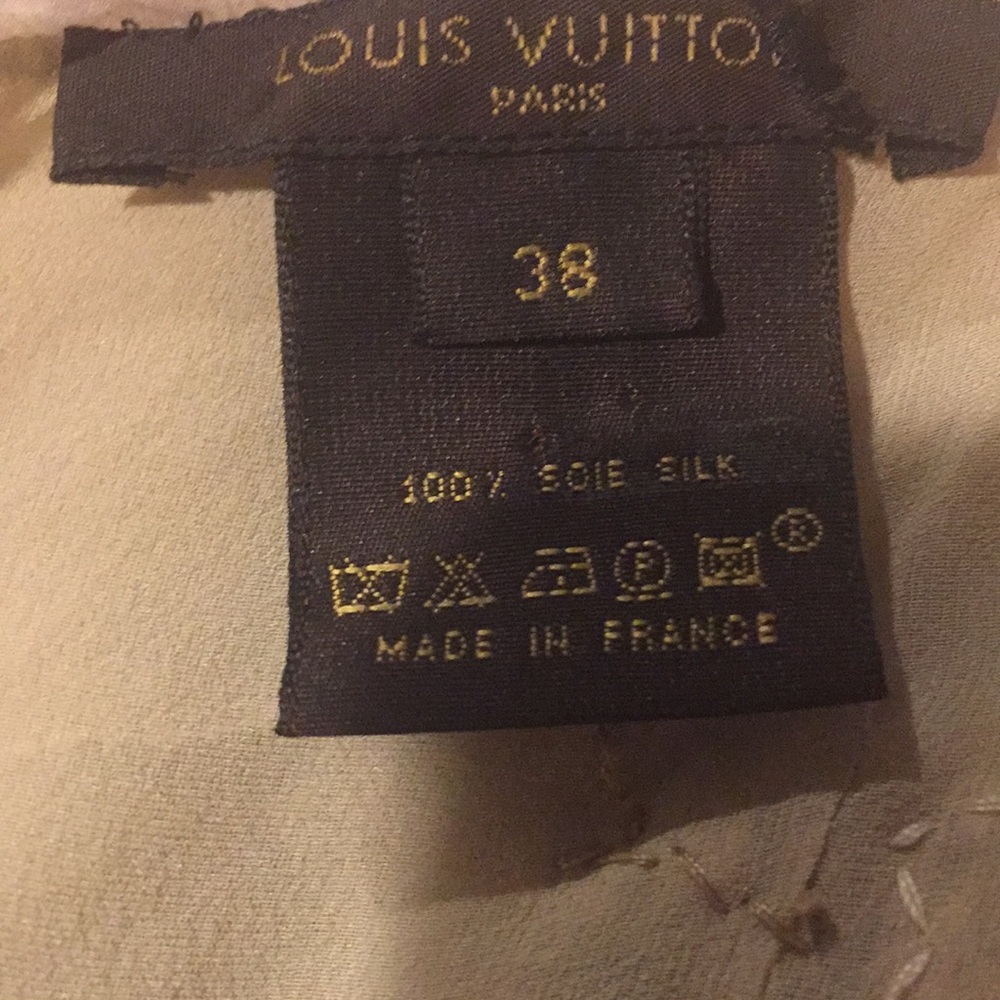 LOUIS VUITTO
PARIS
38
100% SOIE SILK
P ®
MADE IN FRANCE